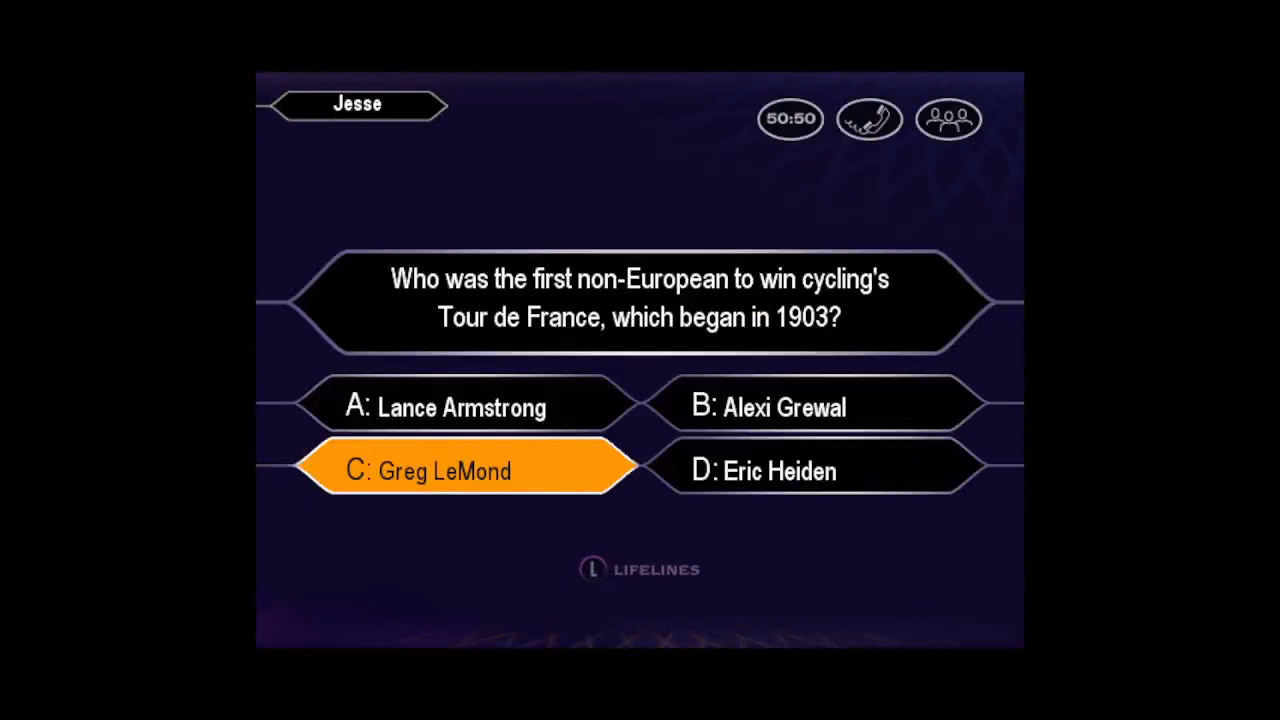 Jesse
50:50
Who was the first non-European to win cycling's
Tour de France, which began in 1903?
A: Lance Armstrong
B: Alexi Grewal
C: Greg LeMond
D: Eric Heiden
L LIFELINES